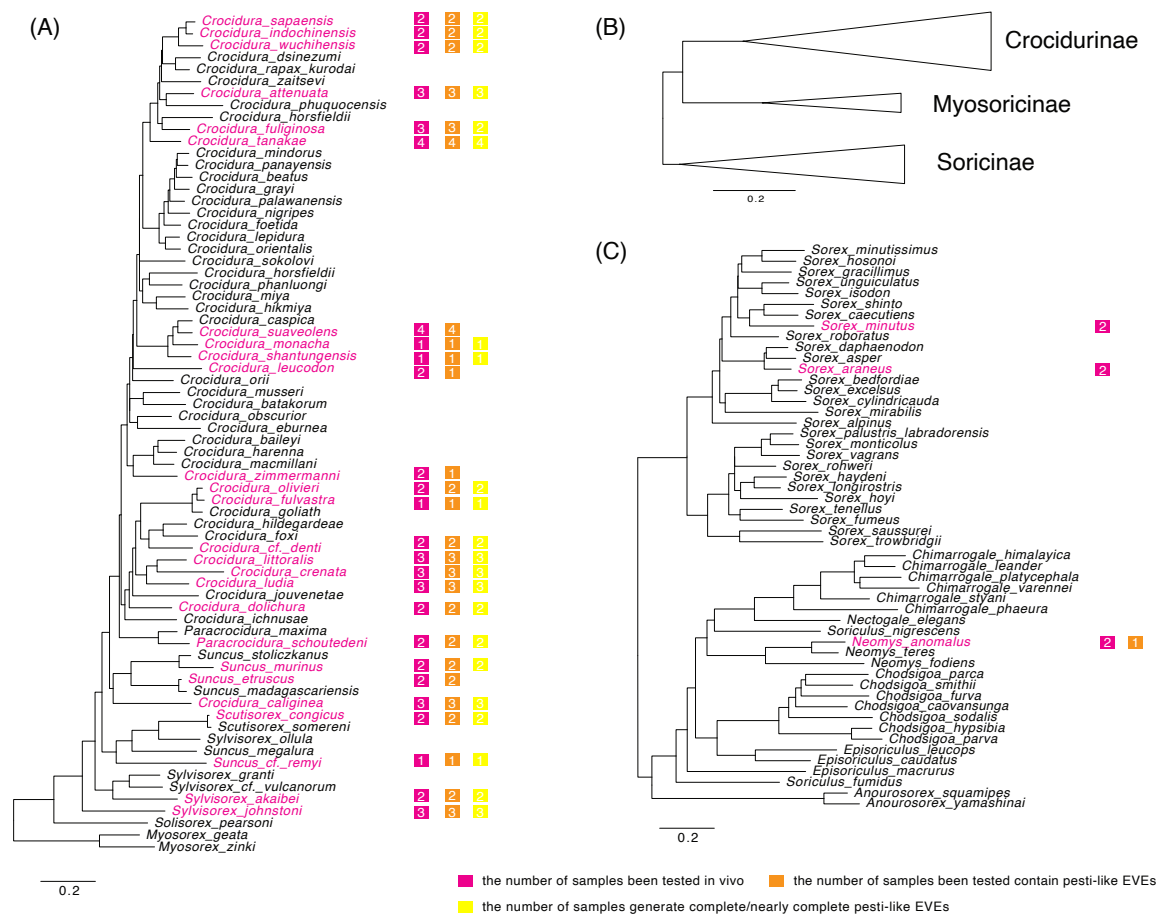 (A)
Crocidura_sapaensis 2 2 2
Crocidura_indochinensis 2 2 2
Crocidura_wuchihensis 2 2 2
Crocidura_dsinezumi
Crocidura_rapax_kurodai
Crocidura_zaitsevi
Crocidura_attenuata 3 3 3
Crocidura_phuquocensis
Crocidura_horsfieldii
Crocidura_fuliginosa 3 3 2
Crocidura_tanakae 4 4 4
Crocidura_mindorus
Crocidura_panayensis
Crocidura_beatus
Crocidura_grayi
Crocidura_palawanensis
Crocidura_nigripes
Crocidura_foetida
Crocidura_lepidura
Crocidura_orientalis
Crocidura_sokolovi
Crocidura_horsfieldii
Crocidura_phanluongi
Crocidura_miya
Crocidura_hikmiya
Crocidura_caspica
Crocidura_suaveolens 4 4
Crocidura_monacha 1 1 1
Crocidura_shantungensis 1 1 1
Crocidura_leucodon 2 1
Crocidura_orii
Crocidura_musseri
Crocidura_batakorum
Crocidura_obscurior
Crocidura_eburnea
Crocidura_baileyi
Crocidura_harenna
Crocidura_macmillani
Crocidura_zimmermanni 2 1
Crocidura_olivieri 2 2 2
Crocidura_fulvastra 1 1 1
Crocidura_goliath
Crocidura_hildegardeae
Crocidura_foxi
Crocidura_cf._denti 2 2 2
Crocidura_littoralis 3 3 3
Crocidura_crenata 3 3 3
Crocidura_ludia 3 3 3
Crocidura_jouvenetae
Crocidura_dolichura 2 2 2
Crocidura_ichnusae
Paracrocidura_maxima
Paracrocidura_schoutedeni 2 2 2
Suncus_stoliczkanus
Suncus_murinus 2 2 2
Suncus_etruscus 2 2
Suncus_madagascariensis
Crocidura_caliginea 3 3 3
Scutisorex_congicus 2 2 2
Scutisorex_somereni
Sylvisorex_ollula
Suncus_megalura
Suncus_cf._remyi 1 1 1
Sylvisorex_granti
Sylvisorex_cf._vulcanorum
Sylvisorex_akaibei 2 2 2
Sylvisorex_johnstoni 3 3 3
Solisorex_pearsoni
Myosorex_geata
Myosorex_zinki
0.2
(B)
Crocidurinae
Myosoricinae
Soricinae
0.2
(C)
Sorex_minutissimus
Sorex_hosonoi
Sorex_gracillimus
Sorex_unguiculatus
Sorex_isodon
Sorex_shinto
Sorex_caecutiens
Sorex_minutus 2
Sorex_roboratus
Sorex_daphaenodon
Sorex_asper
Sorex_araneus 2
Sorex_bedfordiae
Sorex_excelsus
Sorex_cylindricauda
Sorex_mirabilis
Sorex_alpinus
Sorex_palustris_labradorensis
Sorex_monticolus
Sorex_vagrans
Sorex_rohweri
Sorex_haydeni
Sorex_longirostris
Sorex_hoyi
Sorex_tenellus
Sorex_fumeus
Sorex_saussurei
Sorex_trowbridgii
Chimarrogale_himalayica
Chimarrogale_leander
Chimarrogale_platycephala
Chimarrogale_varennei
Chimarrogale_styani
Chimarrogale_phaeura
Nectogale_elegans
Soriculus_nigrescens
Neomys_anomalus 2 1
Neomys_teres
Neomys_fodiens
Chodsigoa_parca
Chodsigoa_smithii
Chodsigoa_furva
Chodsigoa_caovansunga
Chodsigoa_sodalis
Chodsigoa_hypsibia
Chodsigoa_parva
Episoriculus_leucops
Episoriculus_caudatus
Episoriculus_macrurus
Soriculus_fumidus
Anourosorex_squamipes
Anourosorex_yamashinai
0.2
the number of samples been tested in vivo
the number of samples been tested contain pesti-like EVEs
the number of samples generate complete/nearly complete pesti-like EVEs